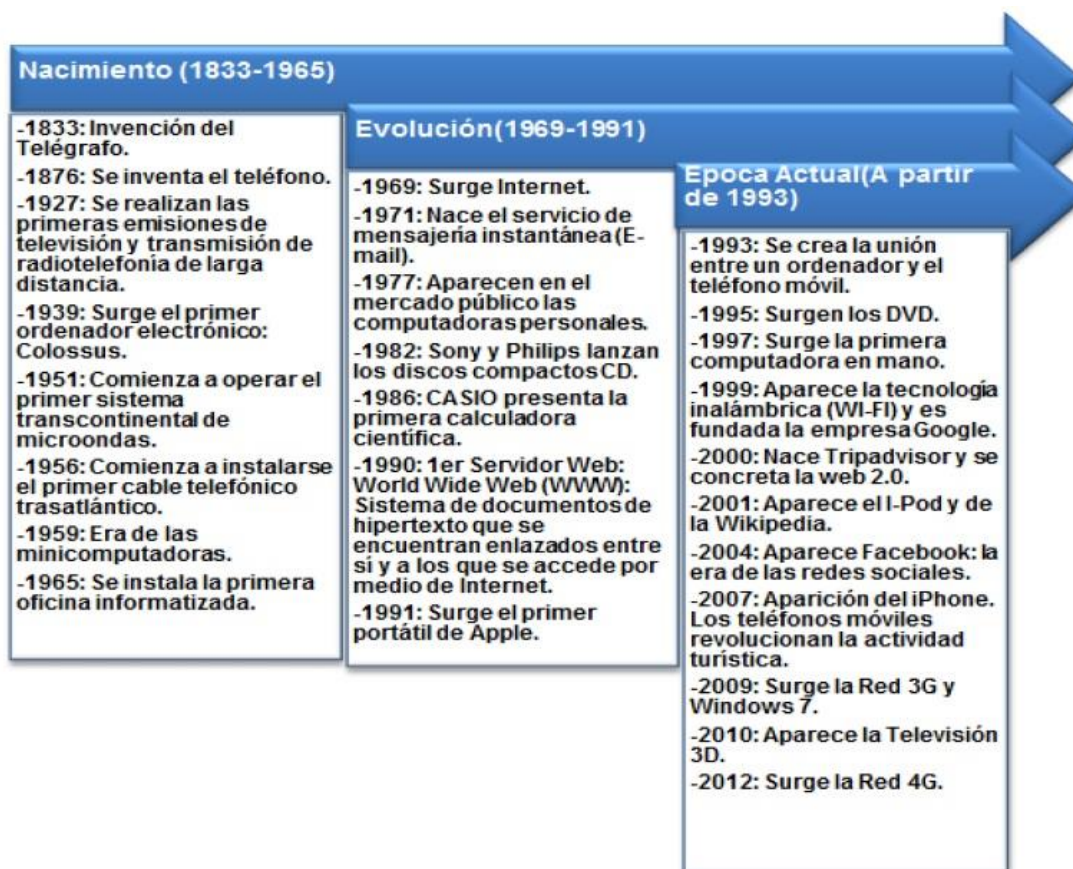 Nacimiento (1833-1965)
-1833: Invención del
Telégrafo.
-1876: Se inventa el teléfono.
-1927: Se realizan las
primeras emisiones de
televisión y transmisión de
radiotelefonía de larga
distancia.
-1939: Surge el primer
ordenador electrónico:
Colossus.
-1951: Comienza a operar el
primer sistema
transcontinental de
microondas.
-1956: Comienza a instalarse
el primer cable telefónico
trasatlántico.
-1959: Era de las
minicomputadoras.
-1965: Se instala la primera
oficina informatizada.
Evolución(1969-1991)
-1969: Surge Internet.
-1971: Nace el servicio de
mensajería instantánea (E-
mail).
-1977: Aparecen en el
mercado público las
computadoras personales.
-1982: Sony y Philips lanzan
los discos compactos CD.
-1986: CASIO presenta la
primera calculadora
científica.
-1990: 1er Servidor Web:
World Wide Web (WWW):
Sistema de documentos de
hipertexto que se
encuentran enlazados entre
sí y a los que se accede por
medio de Internet.
-1991: Surge el primer
portátil de Apple.
Epoca Actual(A partir
de 1993)
-1993: Se crea la unión
entre un ordenador y el
teléfono móvil.
-1995: Surgen los DVD.
-1997: Surge la primera
computadora en mano.
-1999: Aparece la tecnología
inalámbrica (WI-FI) y es
fundada la empresa Google.
-2000: Nace Tripadvisor y se
concreta la web 2.0.
-2001: Aparece el I-Pod y de
la Wikipedia.
-2004: Aparece Facebook: la
era de las redes sociales.
-2007: Aparición del iPhone.
Los teléfonos móviles
revolucionan la actividad
turística.
-2009: Surge la Red 3G y
Windows 7.
-2010: Aparece la Televisión
3D.
-2012: Surge la Red 4G.